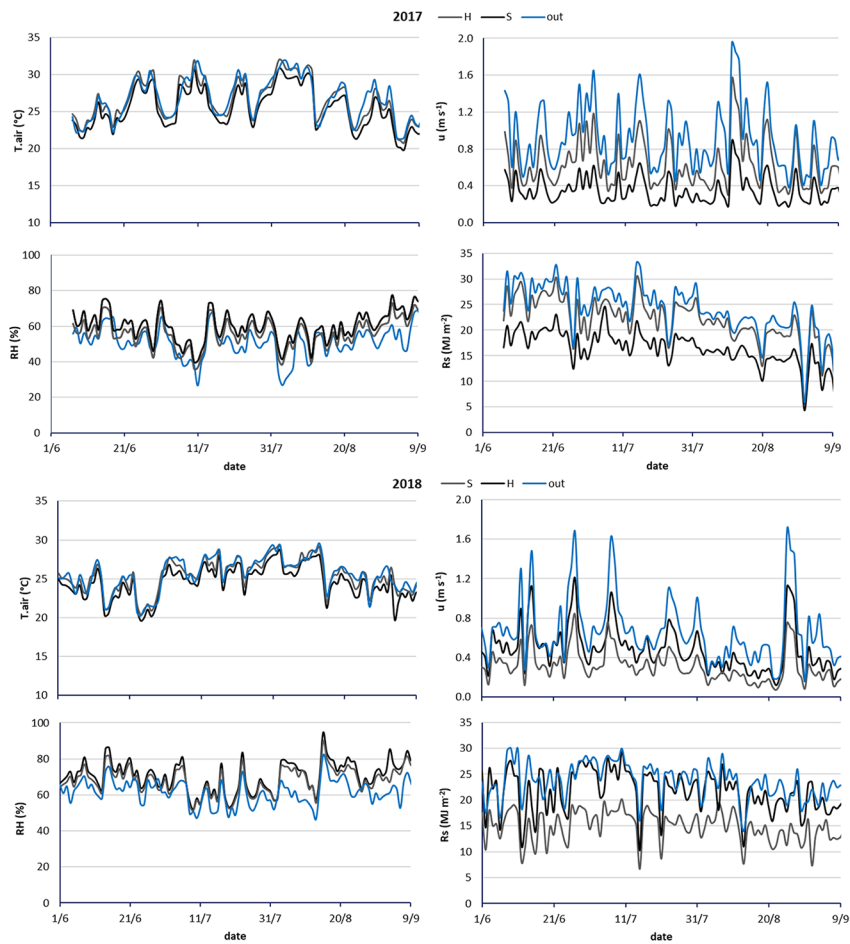 2017 H S out
35
30
25
20
15
10
T.air (°C)
2.0
1.6
1.2
0.8
0.4
0.0
u (m s⁻¹)
100
80
60
40
20
0
RH (%)
1/6 21/6 11/7 31/7 20/8 9/9
date
35
30
25
20
15
10
5
0
Rs (MJ m⁻²)
1/6 21/6 11/7 31/7 20/8 9/9
date
2018 S H out
35
30
25
20
15
10
T.air (°C)
2.0
1.6
1.2
0.8
0.4
0.0
u (m s⁻¹)
100
80
60
40
20
0
RH (%)
1/6 21/6 11/7 31/7 20/8 9/9
date
35
30
25
20
15
10
5
0
Rs (MJ m⁻²)
1/6 21/6 11/7 31/7 20/8 9/9
date